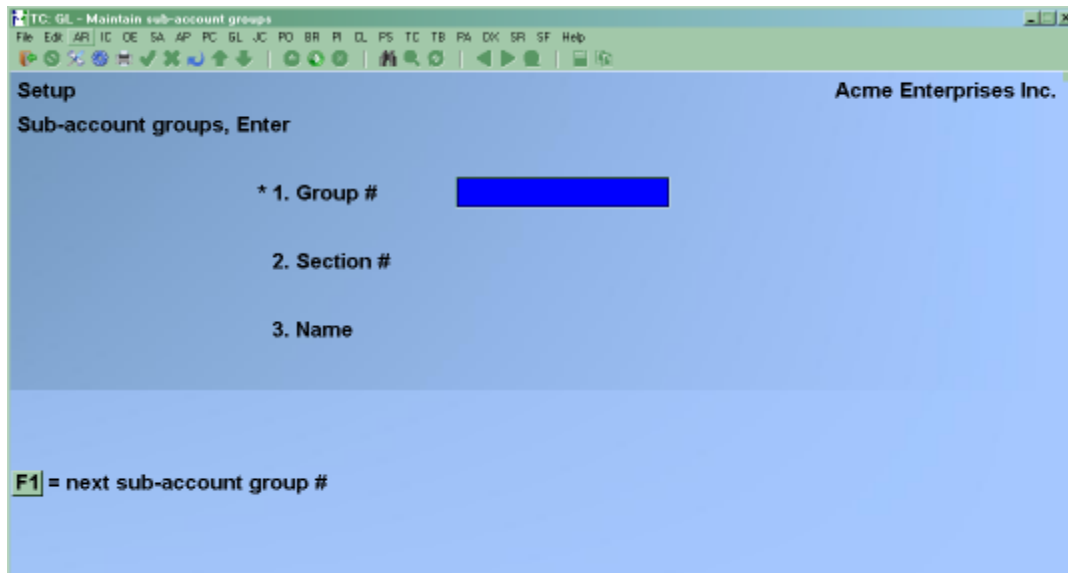 TC: GL - Maintain sub-account groups
File Edit AR IC OE SA AP PC GL JC PO BR PI CL PS TC TB PA DX SR SF Help
Setup Acme Enterprises Inc.
Sub-account groups, Enter
* 1. Group #
2. Section #
3. Name
F1 = next sub-account group #